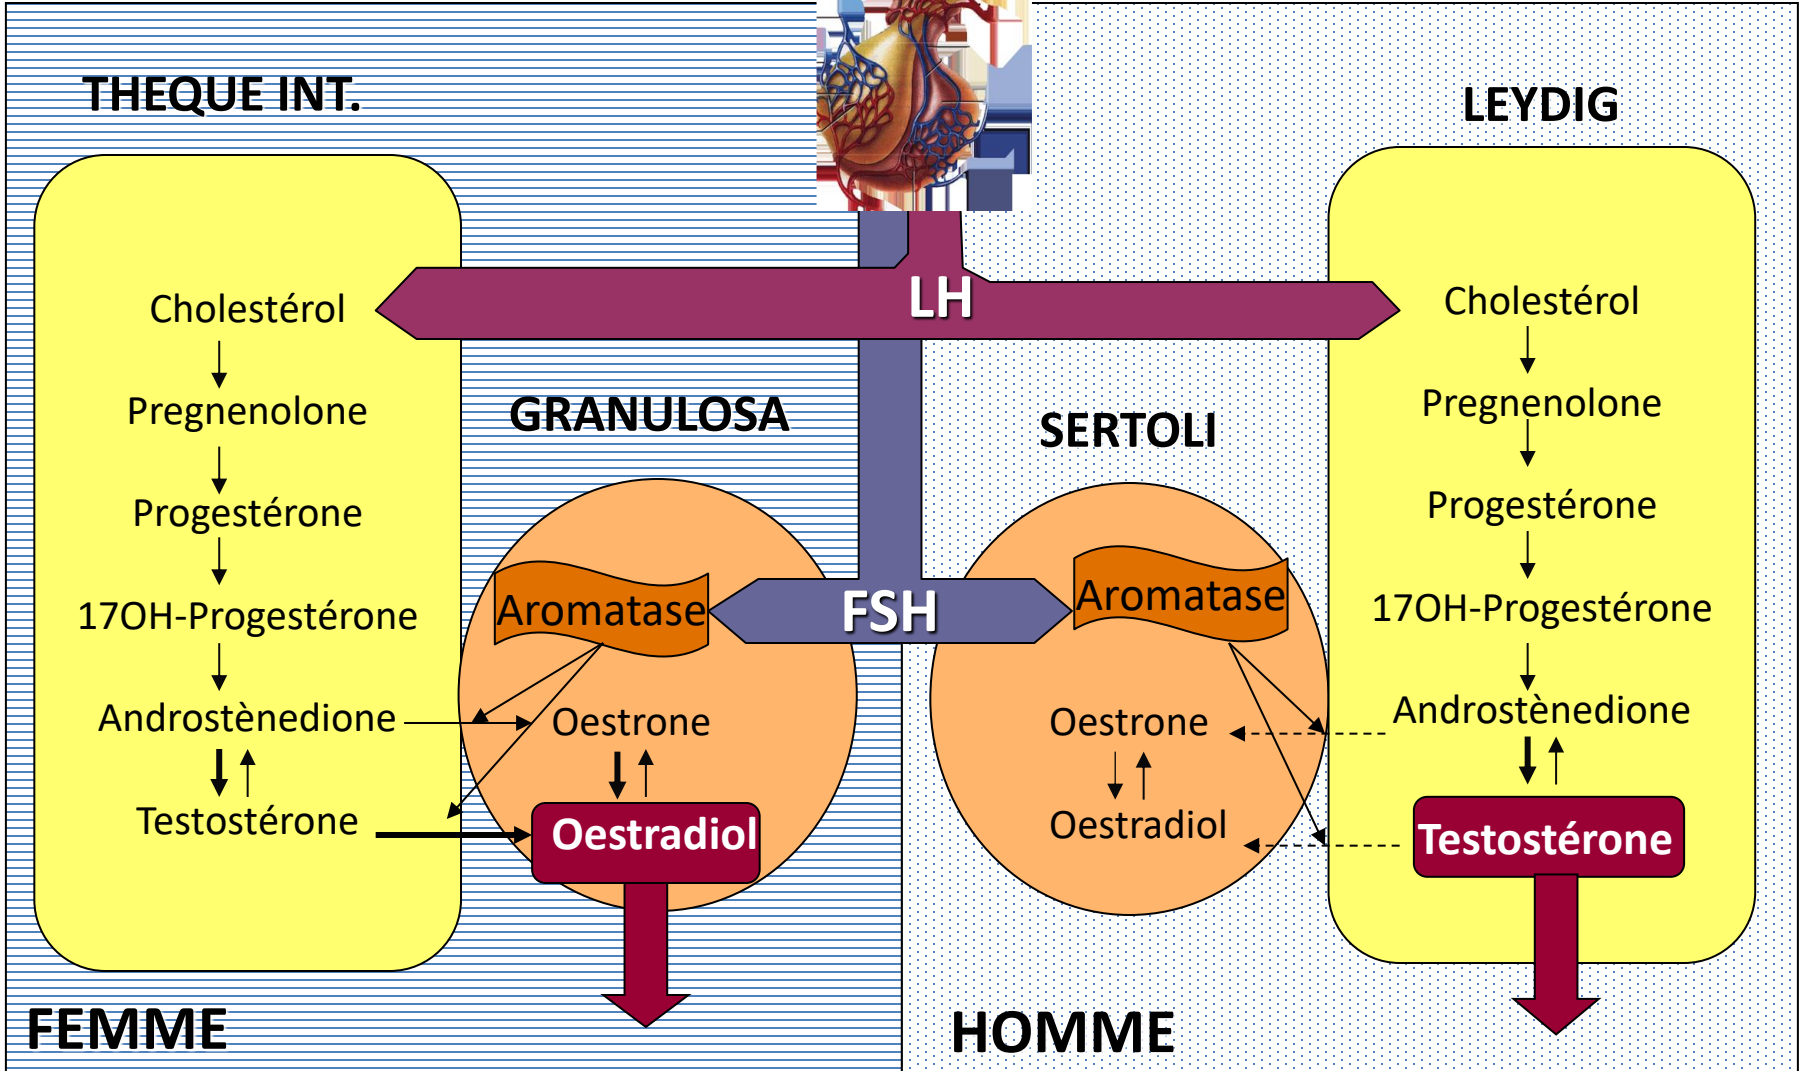 THEQUE INT.
LEYDIG
LH
Cholestérol
Pregnenolone
Progestérone
17OH-Progestérone
Androstènedione
Testostérone
GRANULOSA
Aromatase
Oestrone
Oestradiol
FSH
SERTOLI
Aromatase
Oestrone
Oestradiol
Cholestérol
Pregnenolone
Progestérone
17OH-Progestérone
Androstènedione
Testostérone
FEMME
HOMME